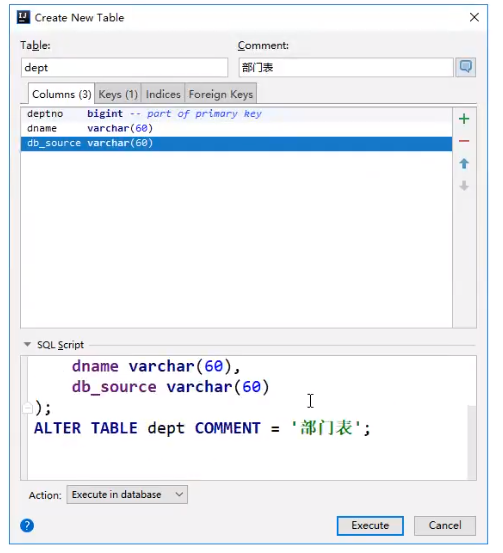 Create New Table
Table:
Comment:
dept
部门表
Columns (3)
Keys (1)
Indices
Foreign Keys
deptno bigint -- part of primary key
dname varchar(60)
db_source varchar(60)
SQL Script
dname varchar(60),
db_source varchar(60)
);
ALTER TABLE dept COMMENT = '部门表';
Action:
Execute in database
?
Execute
Cancel